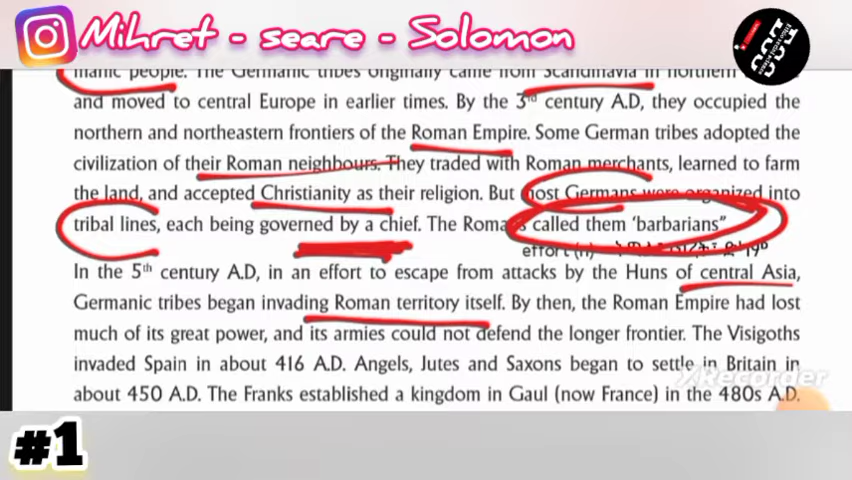 Mihret - seare - Solomon
manic people. The Germanic tribes originally came from Scandinavia in northern
and moved to central Europe in earlier times. By the 3rd century A.D, they occupied the
northern and northeastern frontiers of the Roman Empire. Some German tribes adopted the
civilization of their Roman neighbours. They traded with Roman merchants, learned to farm
the land, and accepted Christianity as their religion. But most Germans were organized into
tribal lines, each being governed by a chief. The Romans called them ‘barbarians”
effort (n)
In the 5th century A.D, in an effort to escape from attacks by the Huns of central Asia,
Germanic tribes began invading Roman territory itself. By then, the Roman Empire had lost
much of its great power, and its armies could not defend the longer frontier. The Visigoths
invaded Spain in about 416 A.D. Angels, Jutes and Saxons began to settle in Britain in
about 450 A.D. The Franks established a kingdom in Gaul (now France) in the 480s A.D.
XRecorder
#1